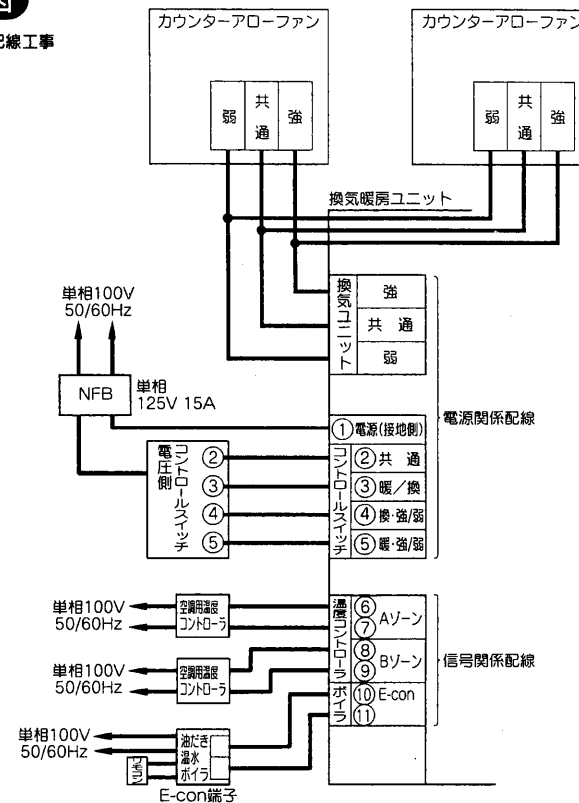 図
配線工事
カウンターアローファン
カウンターアローファン
弱 共通 強
弱 共通 強
換気暖房ユニット
換気ユニット
強
共 通
弱
単相100V
50/60Hz
NFB
単相
125V 15A
電源関係配線
①電源(接地側)
電圧側
コントロールスイッチ
②
③
④
⑤
コントロールスイッチ
②共 通
③暖/換
④換・強/弱
⑤暖・強/弱
単相100V
50/60Hz
空調用温度
コントローラ
温度コントローラ
⑥
⑦
Aゾーン
⑧
⑨
Bゾーン
信号関係配線
単相100V
50/60Hz
空調用温度
コントローラ
ボイラ
⑩ E-con
⑪
単相100V
50/60Hz
リモコン
油だき
温水
ボイラ
E-con端子